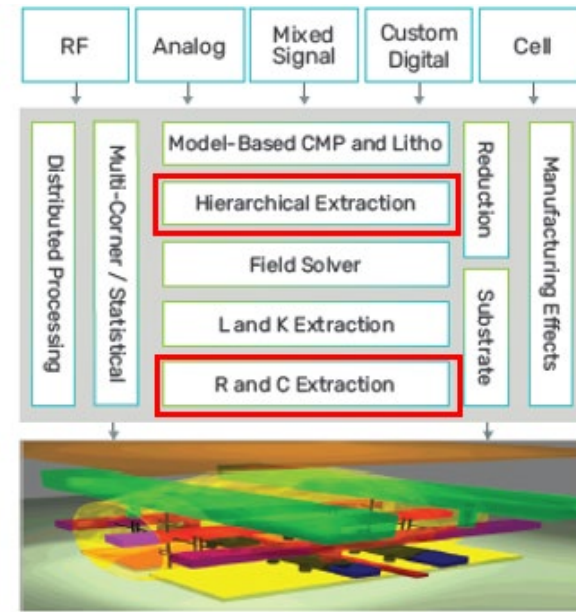 RF
Analog
Mixed
Signal
Custom
Digital
Cell
Distributed Processing
Multi-Corner / Statistical
Model-Based CMP and Litho
Hierarchical Extraction
Field Solver
L and K Extraction
R and C Extraction
Reduction
Substrate
Manufacturing Effects